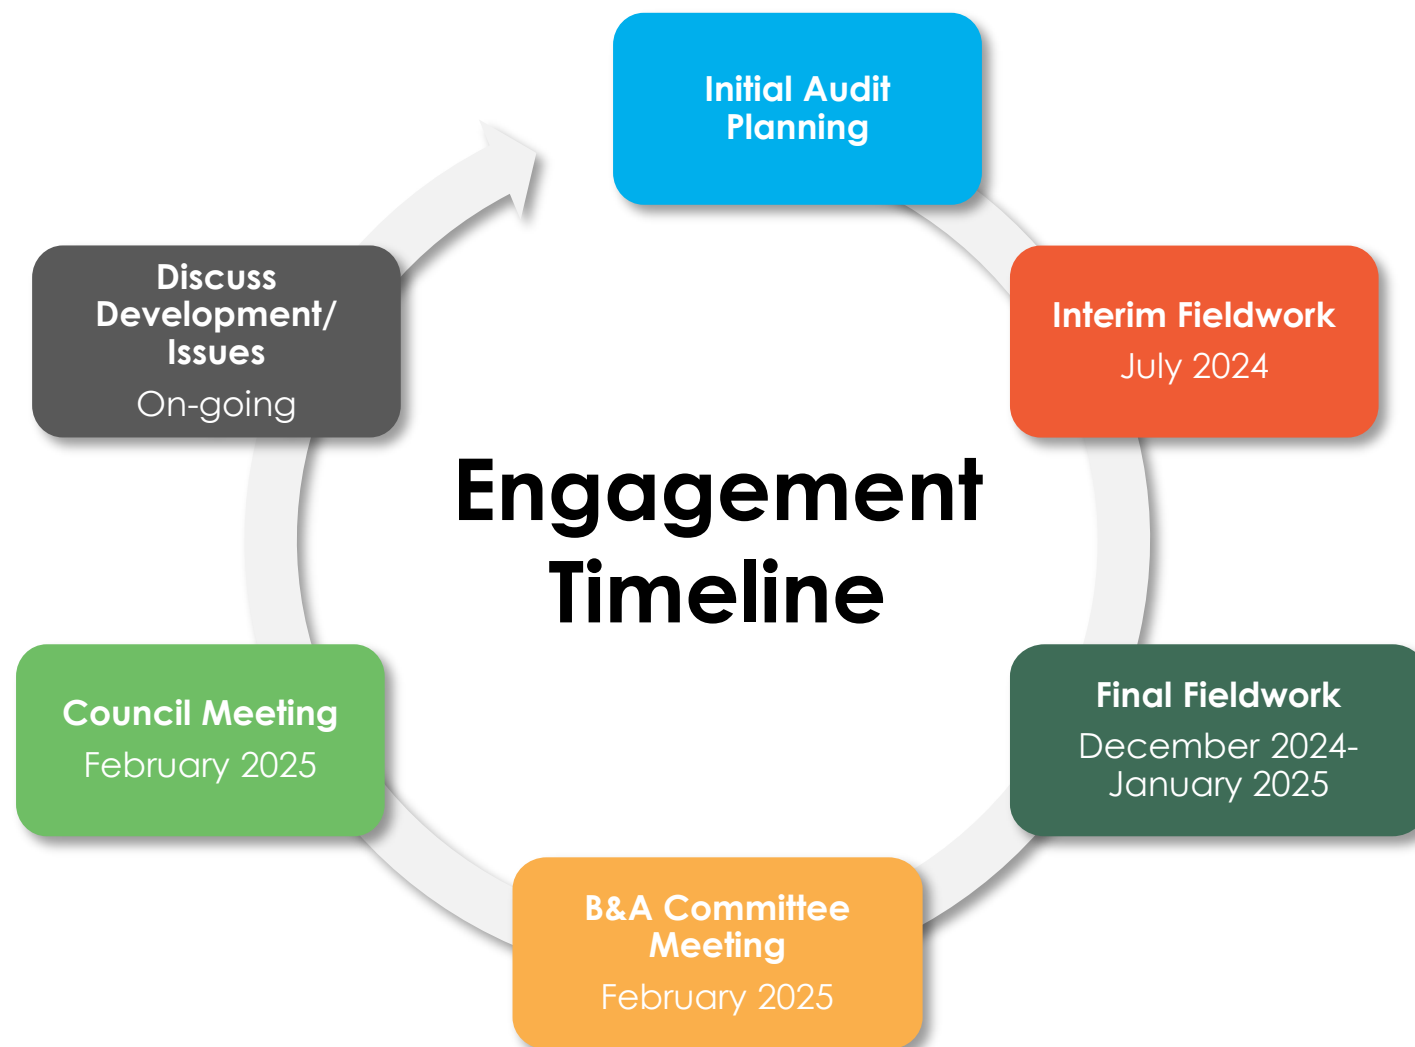 Initial Audit
Planning
Interim Fieldwork
July 2024
Final Fieldwork
December 2024-
January 2025
B&A Committee
Meeting
February 2025
Council Meeting
February 2025
Discuss
Development/
Issues
On-going
Engagement
Timeline